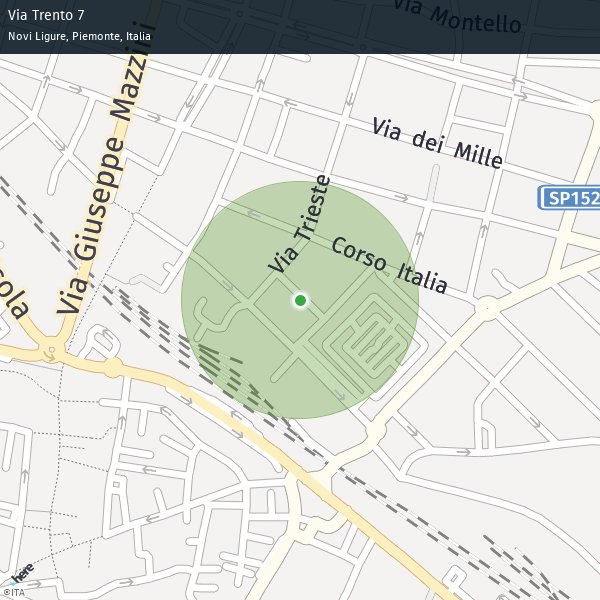 Via Trento 7
Novi Ligure, Piemonte, Italia
Via Montello
Via Giuseppe Mazzini
Via dei Mille
SP152
Via Trieste
Corso Italia
cola
here
©ITA